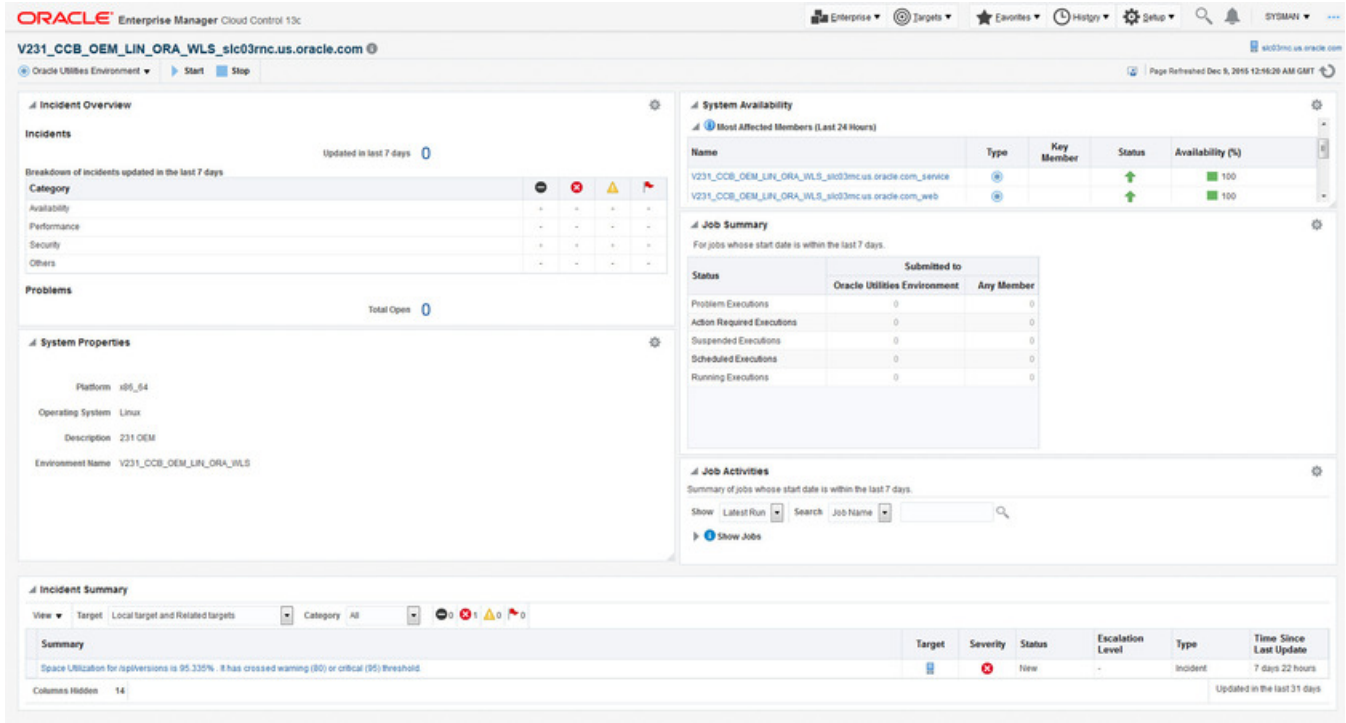 ORACLE Enterprise Manager Cloud Control 13c
Enterprise Targets Favorites History Setup SYSMAN
V231_CCB_OEM_LIN_ORA_WLS_slc03rnc.us.oracle.com
slc03rnc.us.oracle.com
Oracle Utilities Environment Start Stop
Page Refreshed Dec 9, 2015 12:16:20 AM GMT
Incident Overview
Incidents
Updated in last 7 days 0
Breakdown of incidents updated in the last 7 days
Category
Availability - - - -
Performance - - - -
Security - - - -
Others - - - -
Problems
Total Open 0
System Properties
Platform x86_64
Operating System Linux
Description 231 OEM
Environment Name V231_CCB_OEM_LIN_ORA_WLS
System Availability
Most Affected Members (Last 24 Hours)
Name Type Key Member Status Availability (%)
V231_CCB_OEM_LIN_ORA_WLS_slc03rnc.us.oracle.com_service 100
V231_CCB_OEM_LIN_ORA_WLS_slc03rnc.us.oracle.com_web 100
Job Summary
For jobs whose start date is within the last 7 days.
Status Submitted to
Oracle Utilities Environment Any Member
Problem Executions 0 0
Action Required Executions 0 0
Suspended Executions 0 0
Scheduled Executions 0 0
Running Executions 0 0
Job Activities
Summary of jobs whose start date is within the last 7 days.
Show Latest Run Search Job Name
Show Jobs
Incident Summary
View Target Local target and Related targets Category All 0 1 0 0
Summary Target Severity Status Escalation Level Type Time Since Last Update
Space Utilization for /spl/versions is 95.335% . It has crossed warning (80) or critical (95) threshold. New - Incident 7 days 22 hours
Columns Hidden 14
Updated in the last 31 days